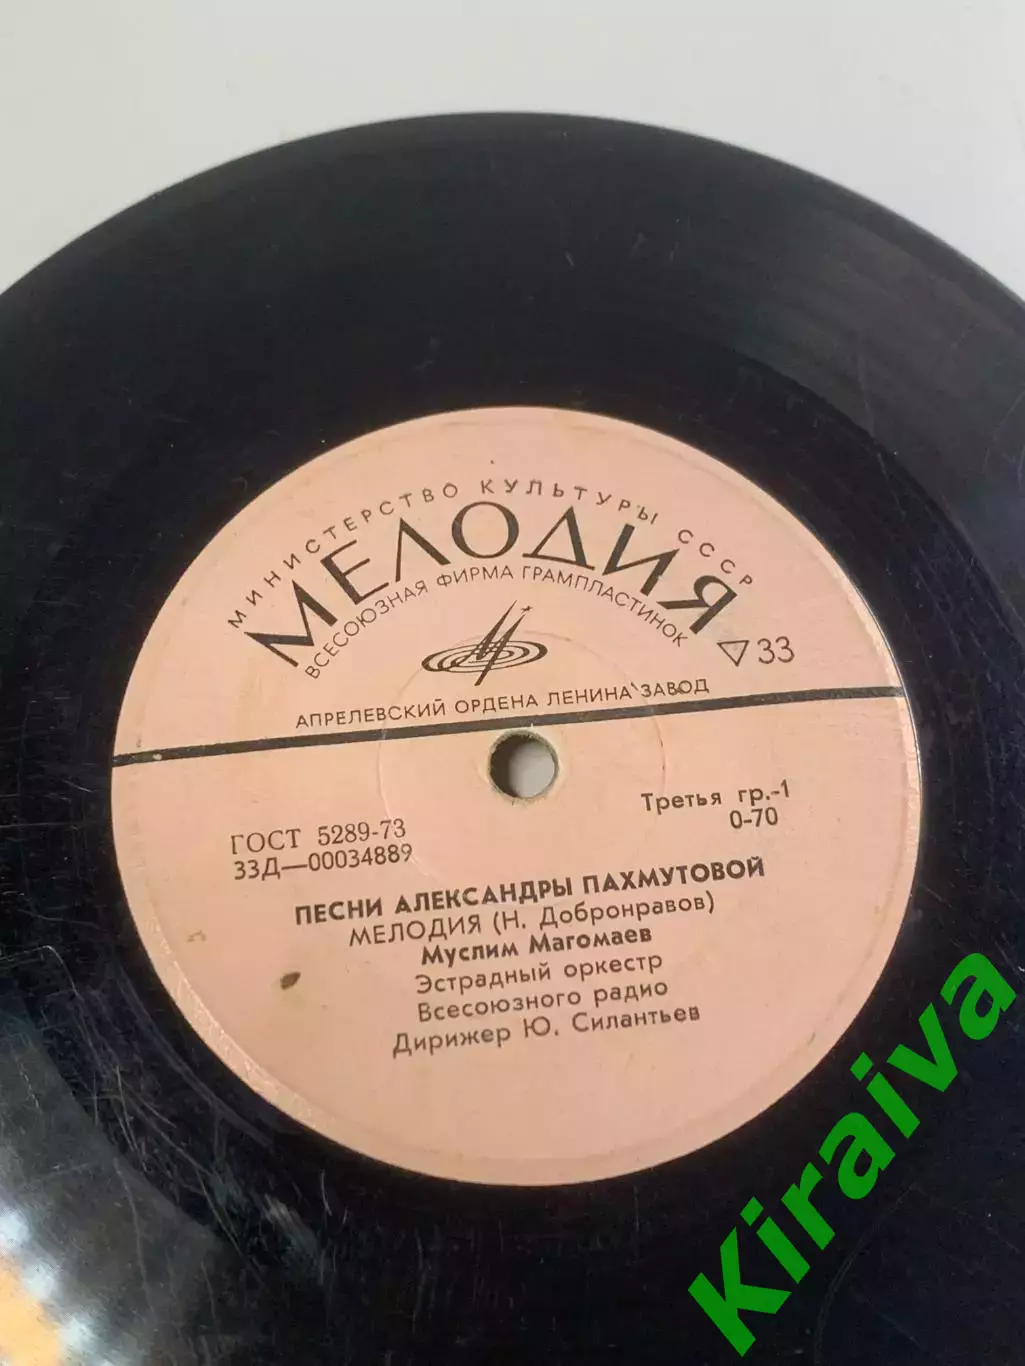 МИНИСТЕРСТВО КУЛЬТУРЫ СССР
МЕЛОДИЯ
ВСЕСОЮЗНАЯ ФИРМА ГРАМПЛАСТИНОК
33
АПРЕЛЕВСКИЙ ОРДЕНА ЛЕНИНА ЗАВОД
ГОСТ 5289-73
Третья гр.-1
33Д—00034889
0-70
ПЕСНИ АЛЕКСАНДРЫ ПАХМУТОВОЙ
МЕЛОДИЯ (Н. Добронравов)
Муслим Магомаев
Эстрадный оркестр
Всесоюзного радио
Дирижер Ю. Силантьев
Kiraiva